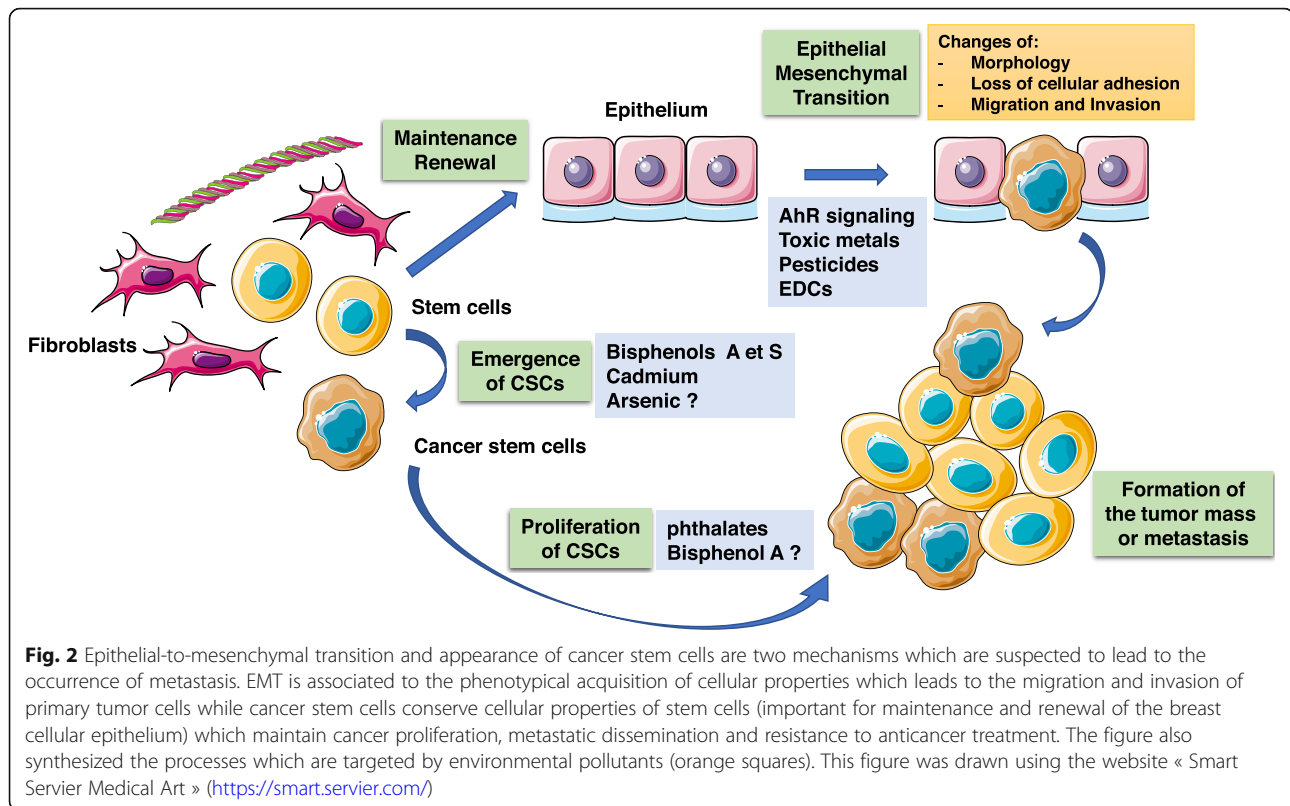 Epithelial
Mesenchymal
Transition
Changes of:
- Morphology
- Loss of cellular adhesion
- Migration and Invasion
Epithelium
Maintenance
Renewal
AhR signaling
Toxic metals
Pesticides
EDCs
Stem cells
Fibroblasts
Emergence
of CSCs
Bisphenols A et S
Cadmium
Arsenic ?
Cancer stem cells
Proliferation
of CSCs
phthalates
Bisphenol A ?
Formation of
the tumor mass
or metastasis
Fig. 2 Epithelial-to-mesenchymal transition and appearance of cancer stem cells are two mechanisms which are suspected to lead to the
occurrence of metastasis. EMT is associated to the phenotypical acquisition of cellular properties which leads to the migration and invasion of
primary tumor cells while cancer stem cells conserve cellular properties of stem cells (important for maintenance and renewal of the breast
cellular epithelium) which maintain cancer proliferation, metastatic dissemination and resistance to anticancer treatment. The figure also
synthesized the processes which are targeted by environmental pollutants (orange squares). This figure was drawn using the website « Smart
Servier Medical Art » (https://smart.servier.com/)